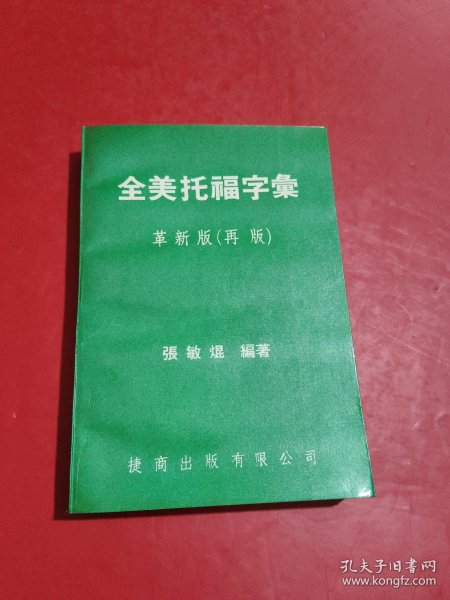 全美托福字彙
革新版(再版)
張敏焜 編著
捷商出版有限公司
孔夫子旧书网
www.kongfz.com